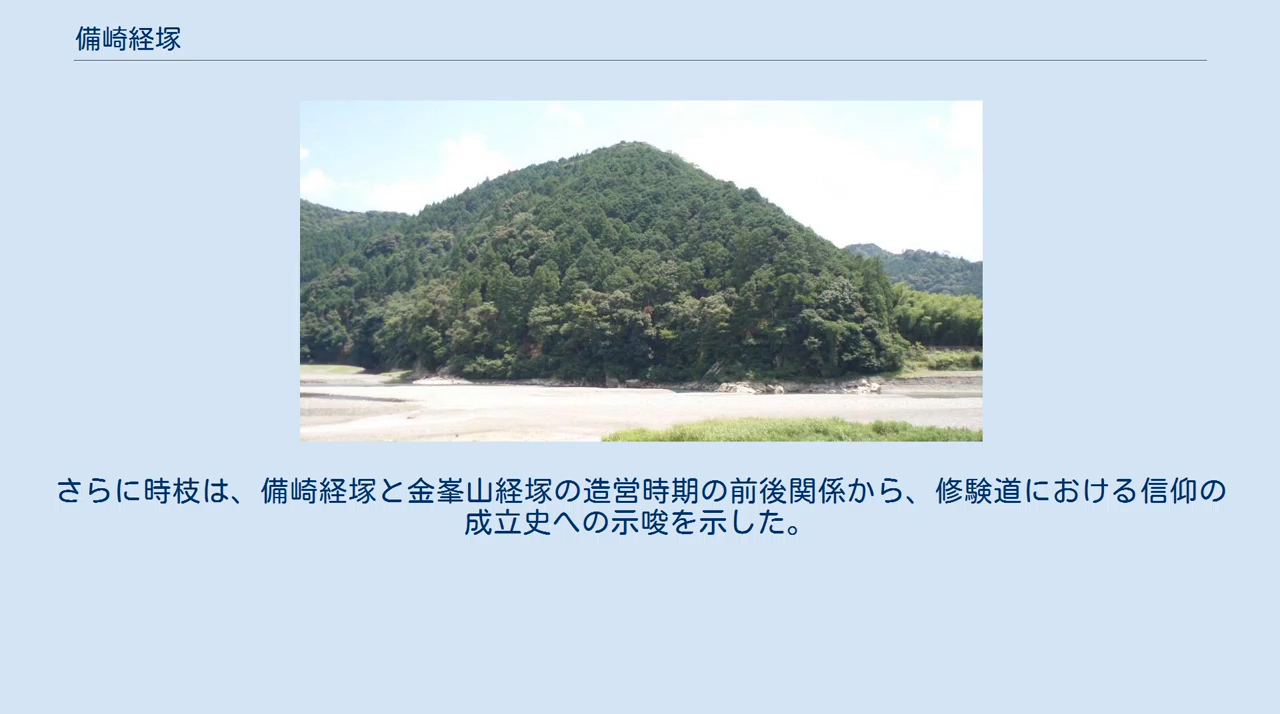 備崎経塚
さらに時枝は、備崎経塚と金峯山経塚の造営時期の前後関係から、修験道における信仰の
成立史への示唆を示した。